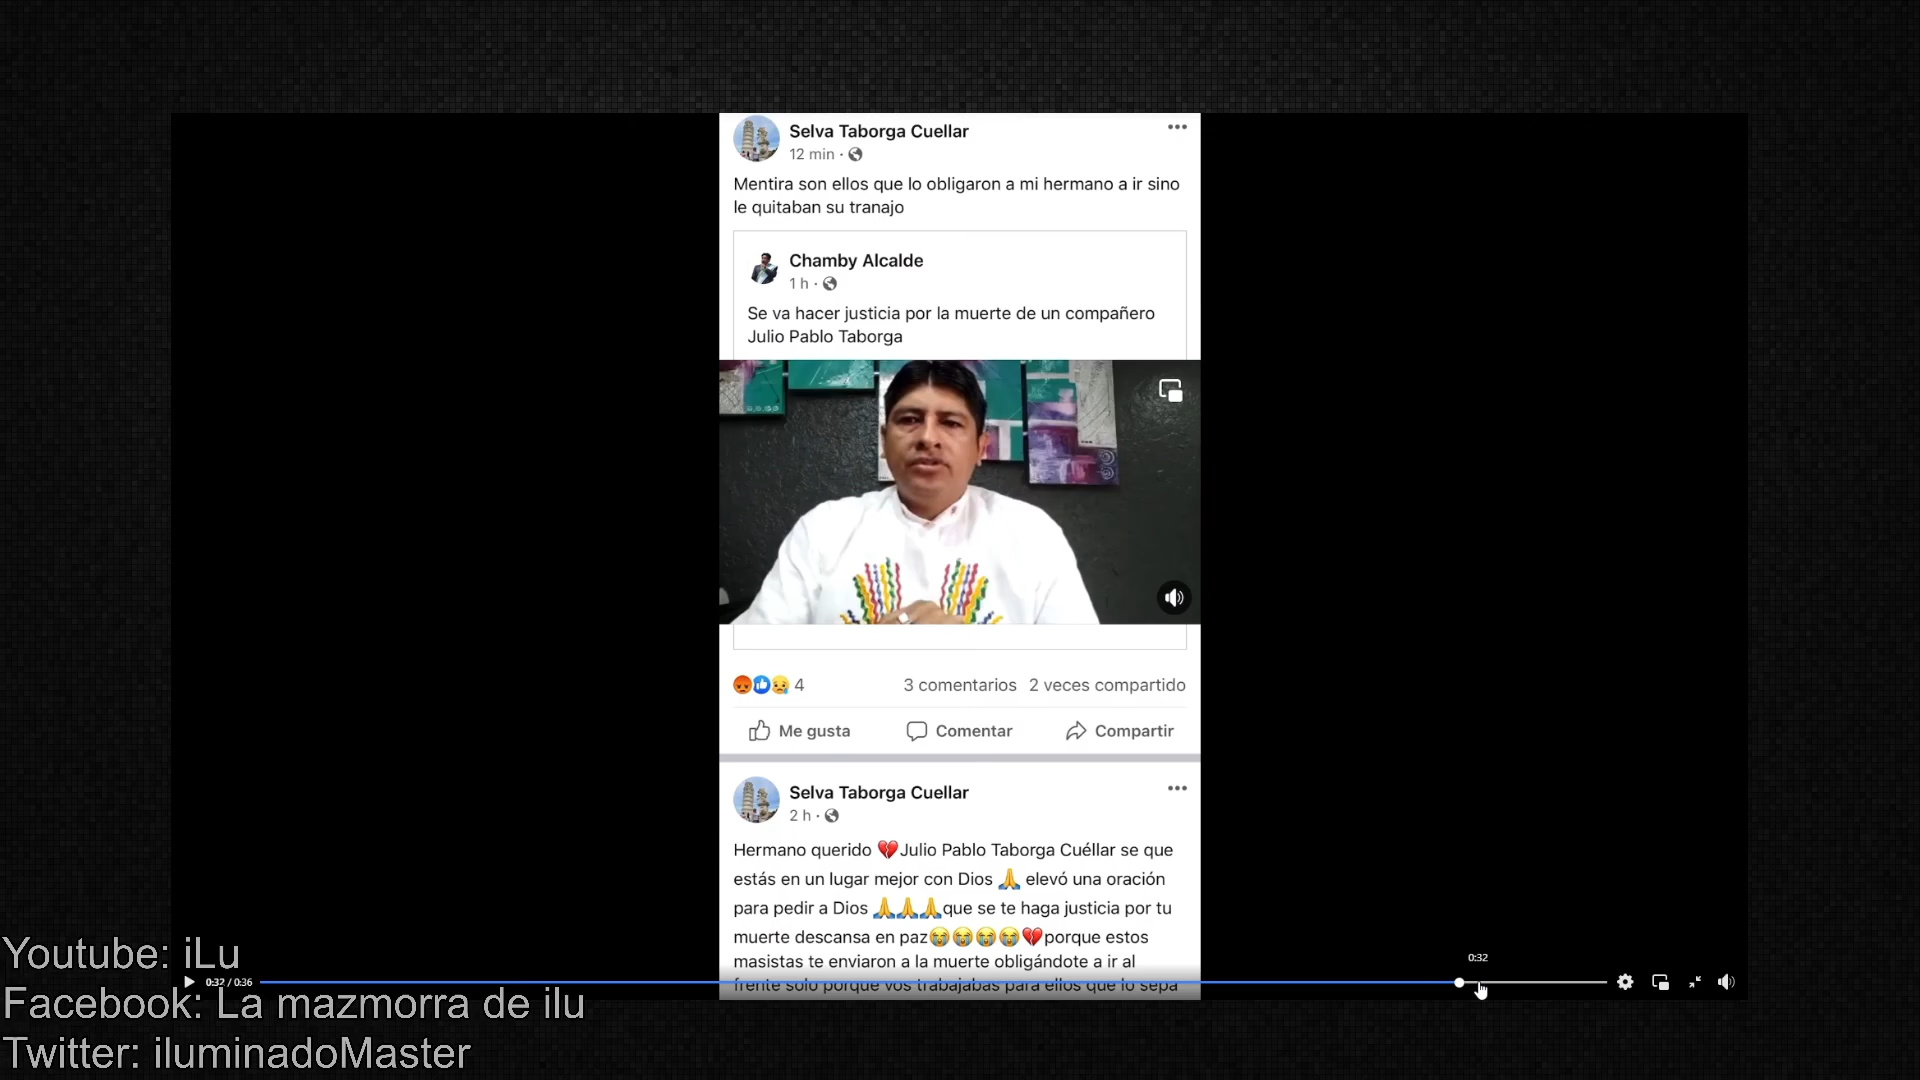 Selva Taborga Cuellar
12 min ·
Mentira son ellos que lo obligaron a mi hermano a ir sino
le quitaban su tranajo
Chamby Alcalde
1 h ·
Se va hacer justicia por la muerte de un compañero
Julio Pablo Taborga
4
3 comentarios 2 veces compartido
Me gusta
Comentar
Compartir
Selva Taborga Cuellar
2 h ·
Hermano querido 💔Julio Pablo Taborga Cuéllar se que
estás en un lugar mejor con Dios 🙏 elevó una oración
para pedir a Dios 🙏🙏🙏que se te haga justicia por tu
muerte descansa en paz😭😭😭😭💔porque estos
masistas te enviaron a la muerte obligándote a ir al
frente solo porque vos trabajabas para ellos que lo sepa
0:32
0:32 / 0:36
Youtube: iLu
Facebook: La mazmorra de ilu
Twitter: iluminadoMaster